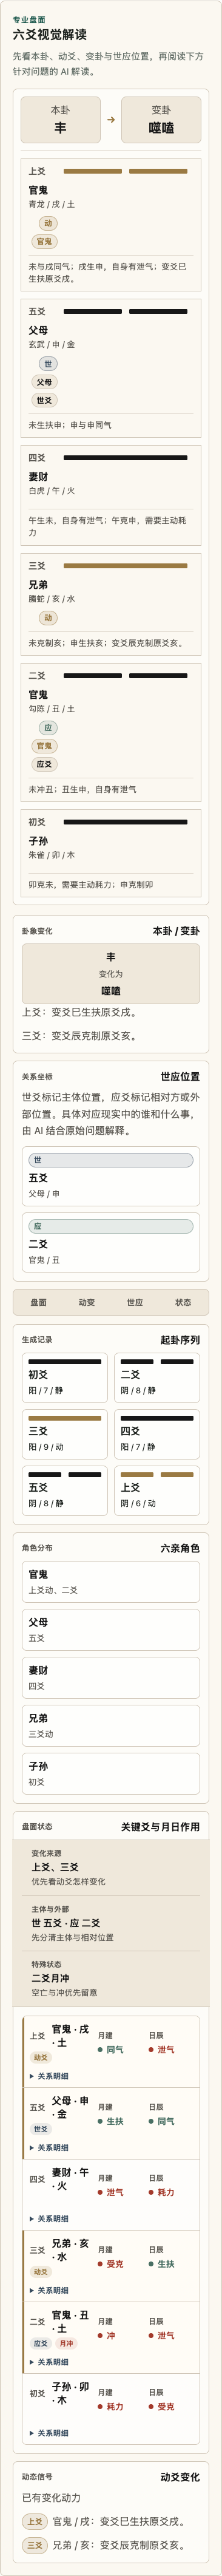 专业盘面
六爻视觉解读
先看本卦、动爻、变卦与世应位置，再阅读下方
针对问题的 AI 解读。
本卦
丰
→
变卦
噬嗑
上爻
官鬼
青龙 / 戌 / 土
动
官鬼
未与戌同气；戌生申，自身有泄气；变爻巳
生扶原爻戌。
五爻
父母
玄武 / 申 / 金
世
父母
世爻
未生扶申；申与申同气
四爻
妻财
白虎 / 午 / 火
午生未，自身有泄气；午克申，需要主动耗
力
三爻
兄弟
螣蛇 / 亥 / 水
动
未克制亥；申生扶亥；变爻辰克制原爻亥。
二爻
官鬼
勾陈 / 丑 / 土
应
官鬼
应爻
未冲丑；丑生申，自身有泄气
初爻
子孙
朱雀 / 卯 / 木
卯克未，需要主动耗力；申克制卯
卦象变化
本卦 / 变卦
丰
变化为
噬嗑
上爻：变爻巳生扶原爻戌。
三爻：变爻辰克制原爻亥。
关系坐标
世应位置
世爻标记主体位置，应爻标记相对方或外
部位置。具体对应现实中的谁和什么事，
由 AI 结合原始问题解释。
世
五爻
父母 / 申
应
二爻
官鬼 / 丑
盘面 动变 世应 状态
生成记录
起卦序列
初爻
阳 / 7 / 静
二爻
阴 / 8 / 静
三爻
阳 / 9 / 动
四爻
阳 / 7 / 静
五爻
阴 / 8 / 静
上爻
阴 / 6 / 动
角色分布
六亲角色
官鬼
上爻动、二爻
父母
五爻
妻财
四爻
兄弟
三爻动
子孙
初爻
盘面状态
关键爻与月日作用
变化来源
上爻、三爻
优先看动爻怎样变化
主体与外部
世 五爻 · 应 二爻
先分清主体与相对位置
特殊状态
二爻月冲
空亡与冲优先留意
上爻
动爻
官鬼 · 戌
· 土
月建
同气
日辰
泄气
关系明细
五爻
世爻
父母 · 申
· 金
月建
生扶
日辰
同气
关系明细
四爻
妻财 · 午
· 火
月建
泄气
日辰
耗力
关系明细
三爻
动爻
兄弟 · 亥
· 水
月建
受克
日辰
生扶
关系明细
二爻
应爻
月冲
官鬼 · 丑
· 土
月建
冲
日辰
泄气
关系明细
初爻
子孙 · 卯
· 木
月建
耗力
日辰
受克
关系明细
动态信号
动爻变化
已有变化动力
上爻 官鬼 / 戌：变爻巳生扶原爻戌。
三爻 兄弟 / 亥：变爻辰克制原爻亥。